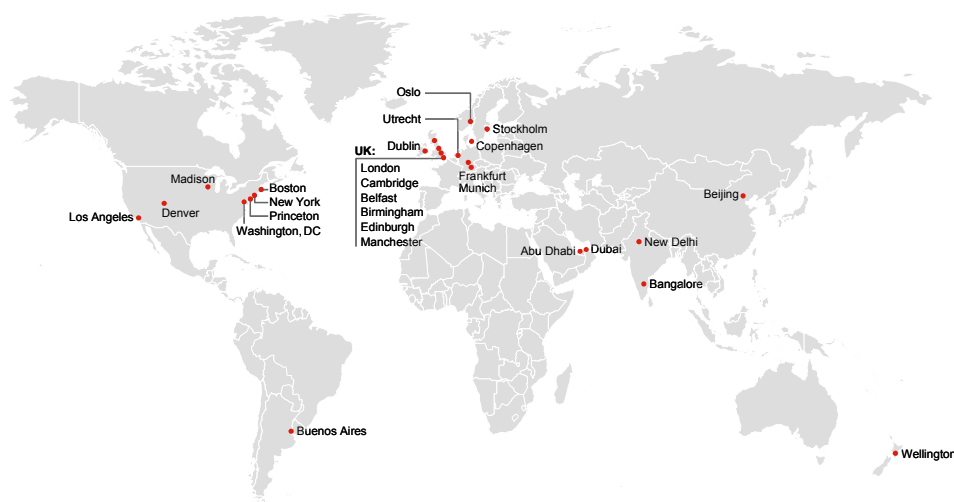 Oslo
Utrecht
Stockholm
Dublin
Copenhagen
UK:
London
Cambridge
Belfast
Birmingham
Edinburgh
Manchester
Frankfurt
Munich
Madison
Boston
New York
Princeton
Washington, DC
Denver
Los Angeles
Beijing
Abu Dhabi
Dubai
New Delhi
Bangalore
Buenos Aires
Wellington